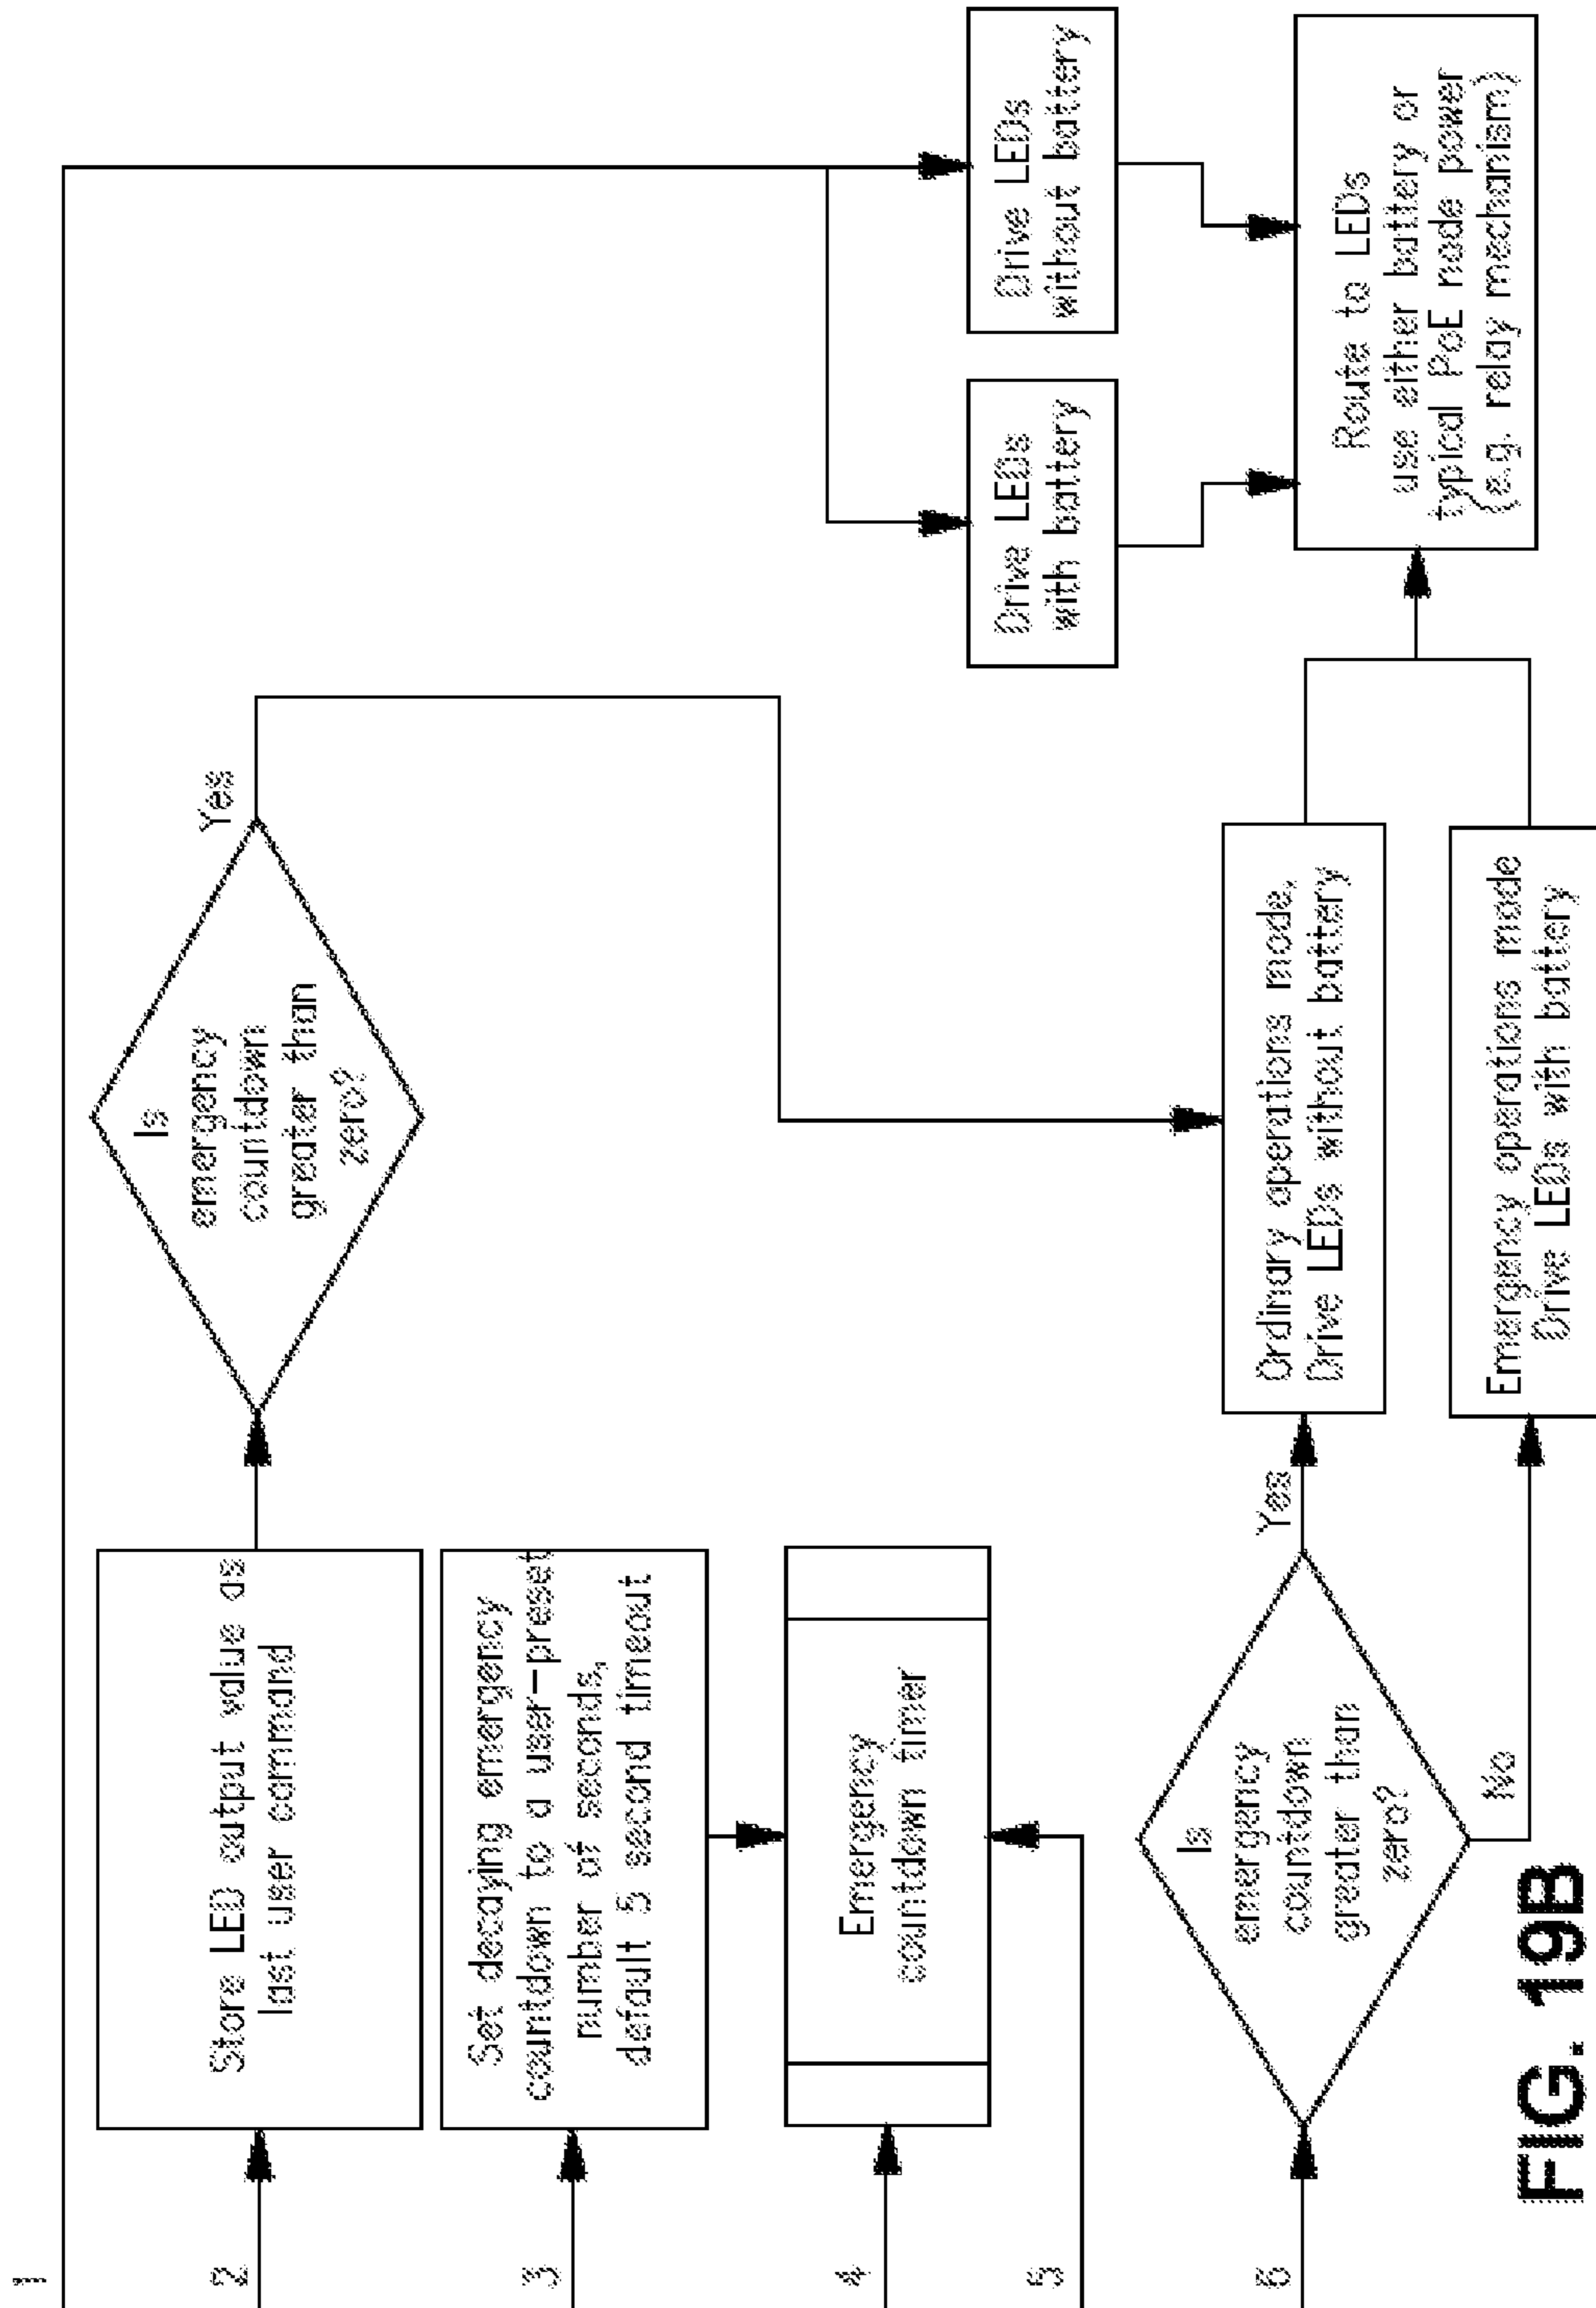 1
2
Store LED output value as
last user command
Is
emergency
countdown
greater than
zero?
Yes
3
Set decaying emergency
countdown to a user-preset
number of seconds,
default 5 second timeout
4
Emergency
countdown timer
5
Drive LEDs
with battery
Drive LEDs
without battery
6
Is
emergency
countdown
greater than
zero?
Yes
No
Ordinary operations mode,
Drive LEDs without battery
Emergency operations mode
Drive LEDs with battery
Route to LEDs
use either battery or
typical PoE node power
(e.g. relay mechanism)
FIG. 19B